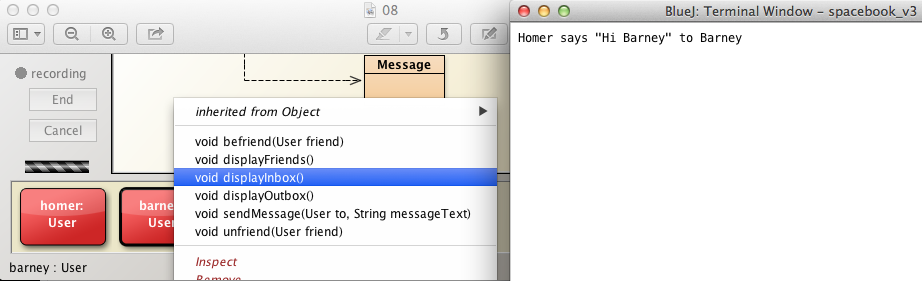 08
BlueJ: Terminal Window – spacebook_v3
Homer says "Hi Barney" to Barney
Message
recording
End
Cancel
inherited from Object
void befriend(User friend)
void displayFriends()
void displayInbox()
void displayOutbox()
void sendMessage(User to, String messageText)
void unfriend(User friend)
Inspect
Remove
homer:
User
barne
User
barney : User